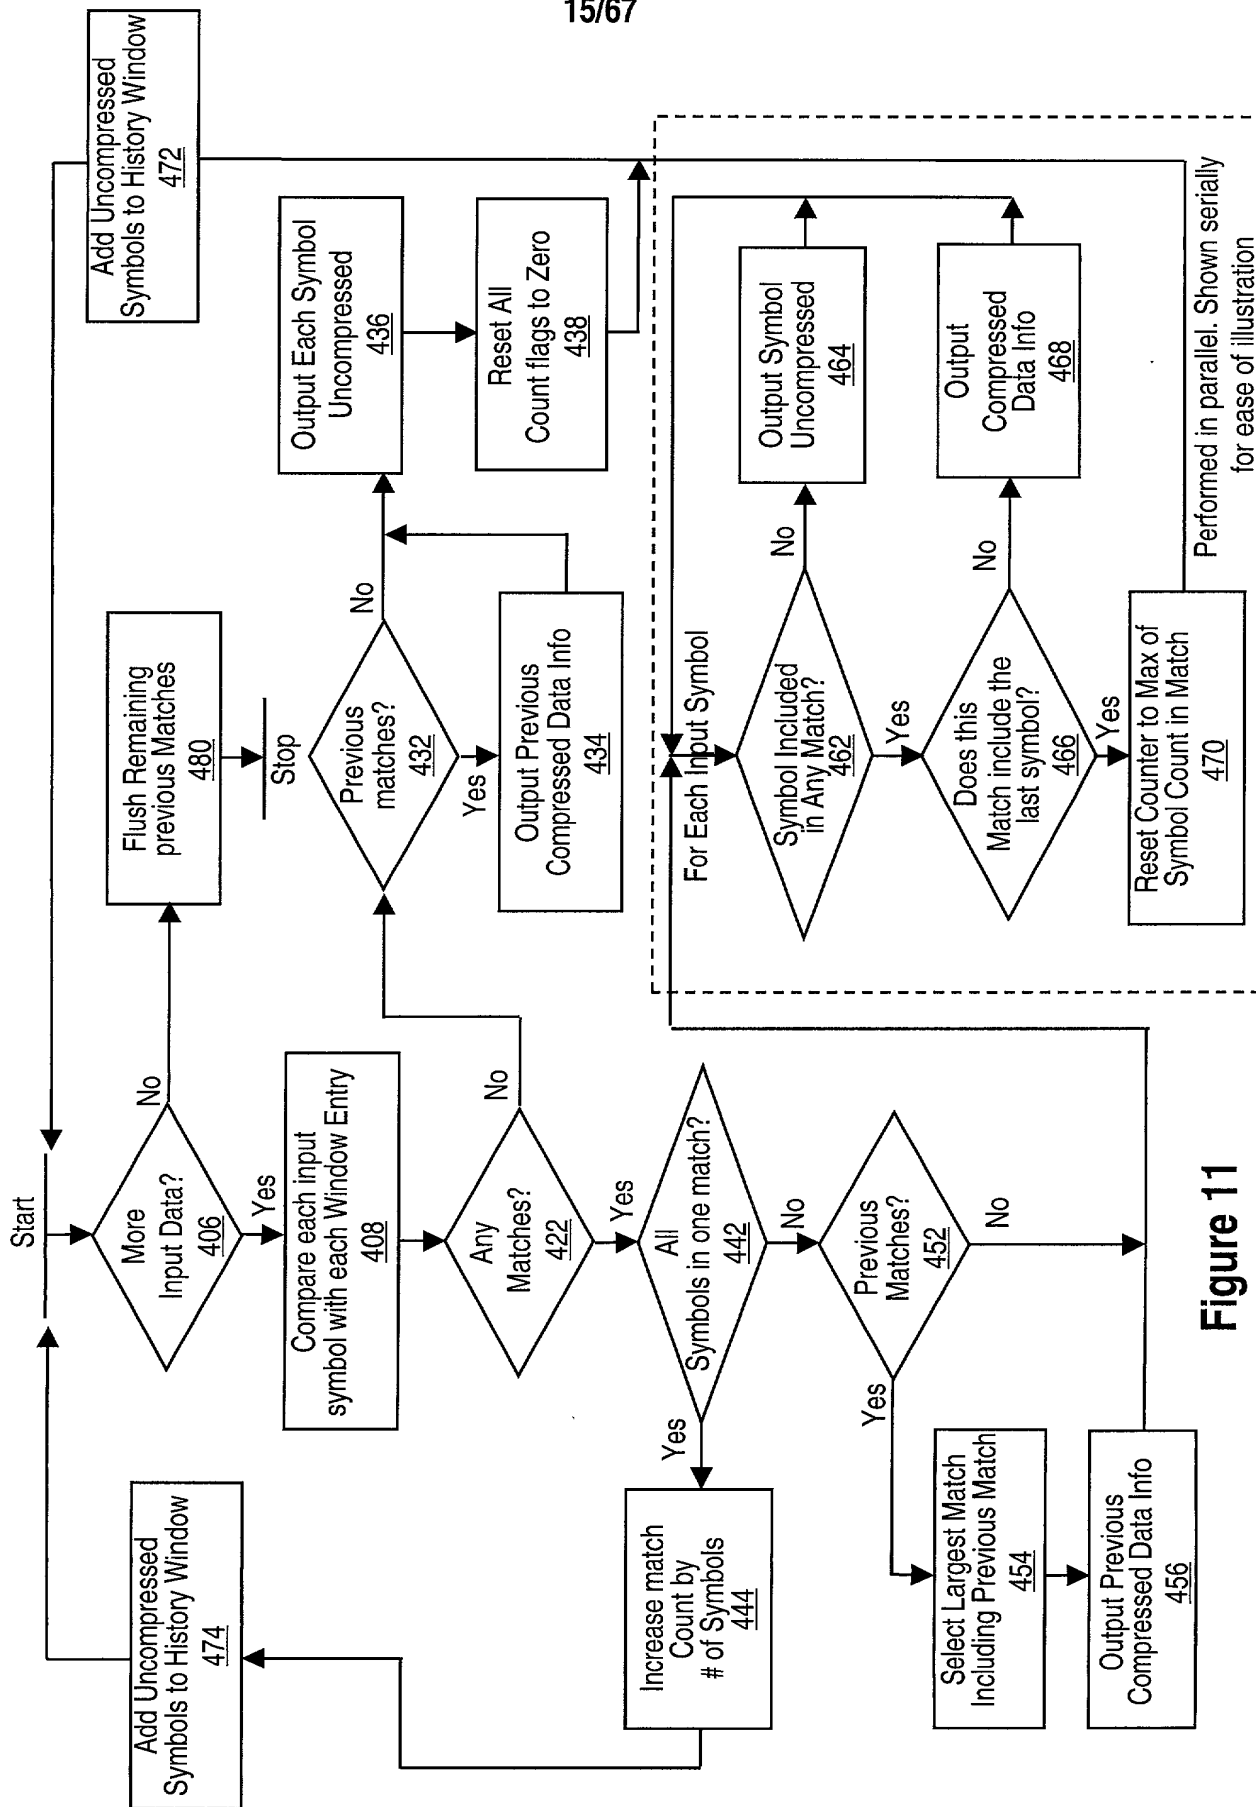 15/67
Start
More
Input Data?
406
No
Yes
Flush Remaining
previous Matches
480
Stop
Add Uncompressed
Symbols to History Window
472
Add Uncompressed
Symbols to History Window
474
Compare each input
symbol with each Window Entry
408
Any
Matches?
422
No
Yes
Previous
matches?
432
No
Yes
Output Previous
Compressed Data Info
434
Output Each Symbol
Uncompressed
436
Reset All
Count flags to Zero
438
All
Symbols in one match?
442
Yes
No
Increase match
Count by
# of Symbols
444
Previous
Matches?
452
Yes
No
Select Largest Match
Including Previous Match
454
Output Previous
Compressed Data Info
456
For Each Input Symbol
Symbol Included
in Any Match?
462
No
Yes
Output Symbol
Uncompressed
464
Does this
Match include the
last symbol?
466
No
Yes
Output
Compressed
Data Info
468
Reset Counter to Max of
Symbol Count in Match
470
Performed in parallel. Shown serially
for ease of illustration
Figure 11